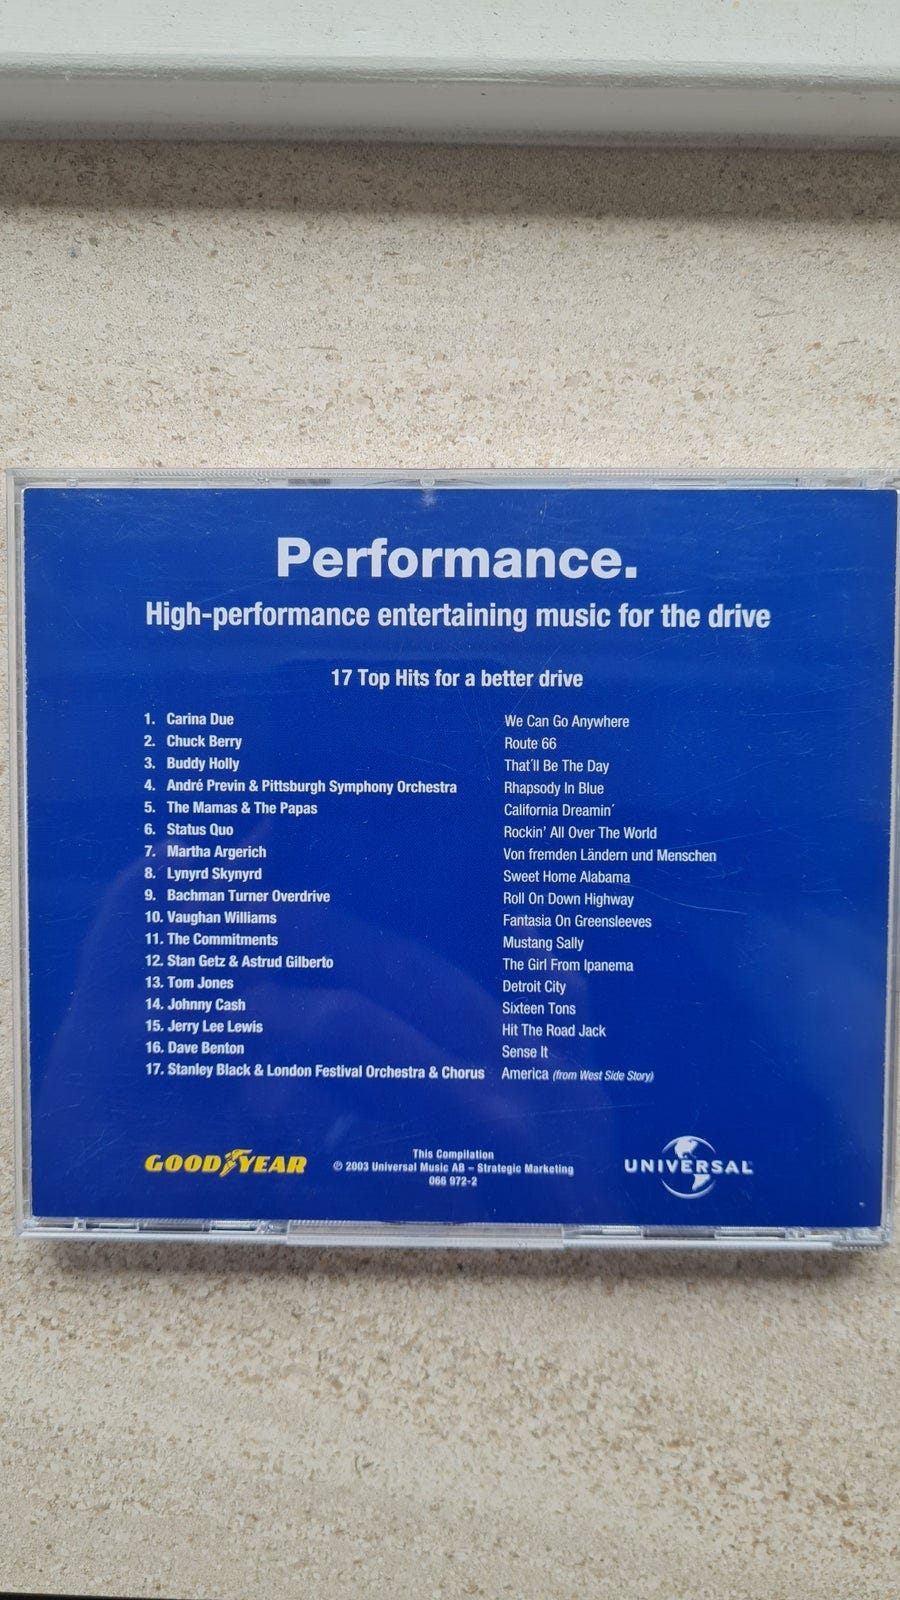 Performance.
High-performance entertaining music for the drive
17 Top Hits for a better drive
1. Carina Due We Can Go Anywhere
2. Chuck Berry Route 66
3. Buddy Holly That´ll Be The Day
4. André Previn & Pittsburgh Symphony Orchestra Rhapsody In Blue
5. The Mamas & The Papas California Dreamin´
6. Status Quo Rockin' All Over The World
7. Martha Argerich Von fremden Ländern und Menschen
8. Lynyrd Skynyrd Sweet Home Alabama
9. Bachman Turner Overdrive Roll On Down Highway
10. Vaughan Williams Fantasia On Greensleeves
11. The Commitments Mustang Sally
12. Stan Getz & Astrud Gilberto The Girl From Ipanema
13. Tom Jones Detroit City
14. Johnny Cash Sixteen Tons
15. Jerry Lee Lewis Hit The Road Jack
16. Dave Benton Sense It
17. Stanley Black & London Festival Orchestra & Chorus America (from West Side Story)
GOODYEAR
This Compilation
℗ 2003 Universal Music AB – Strategic Marketing
066 972-2
UNIVERSAL